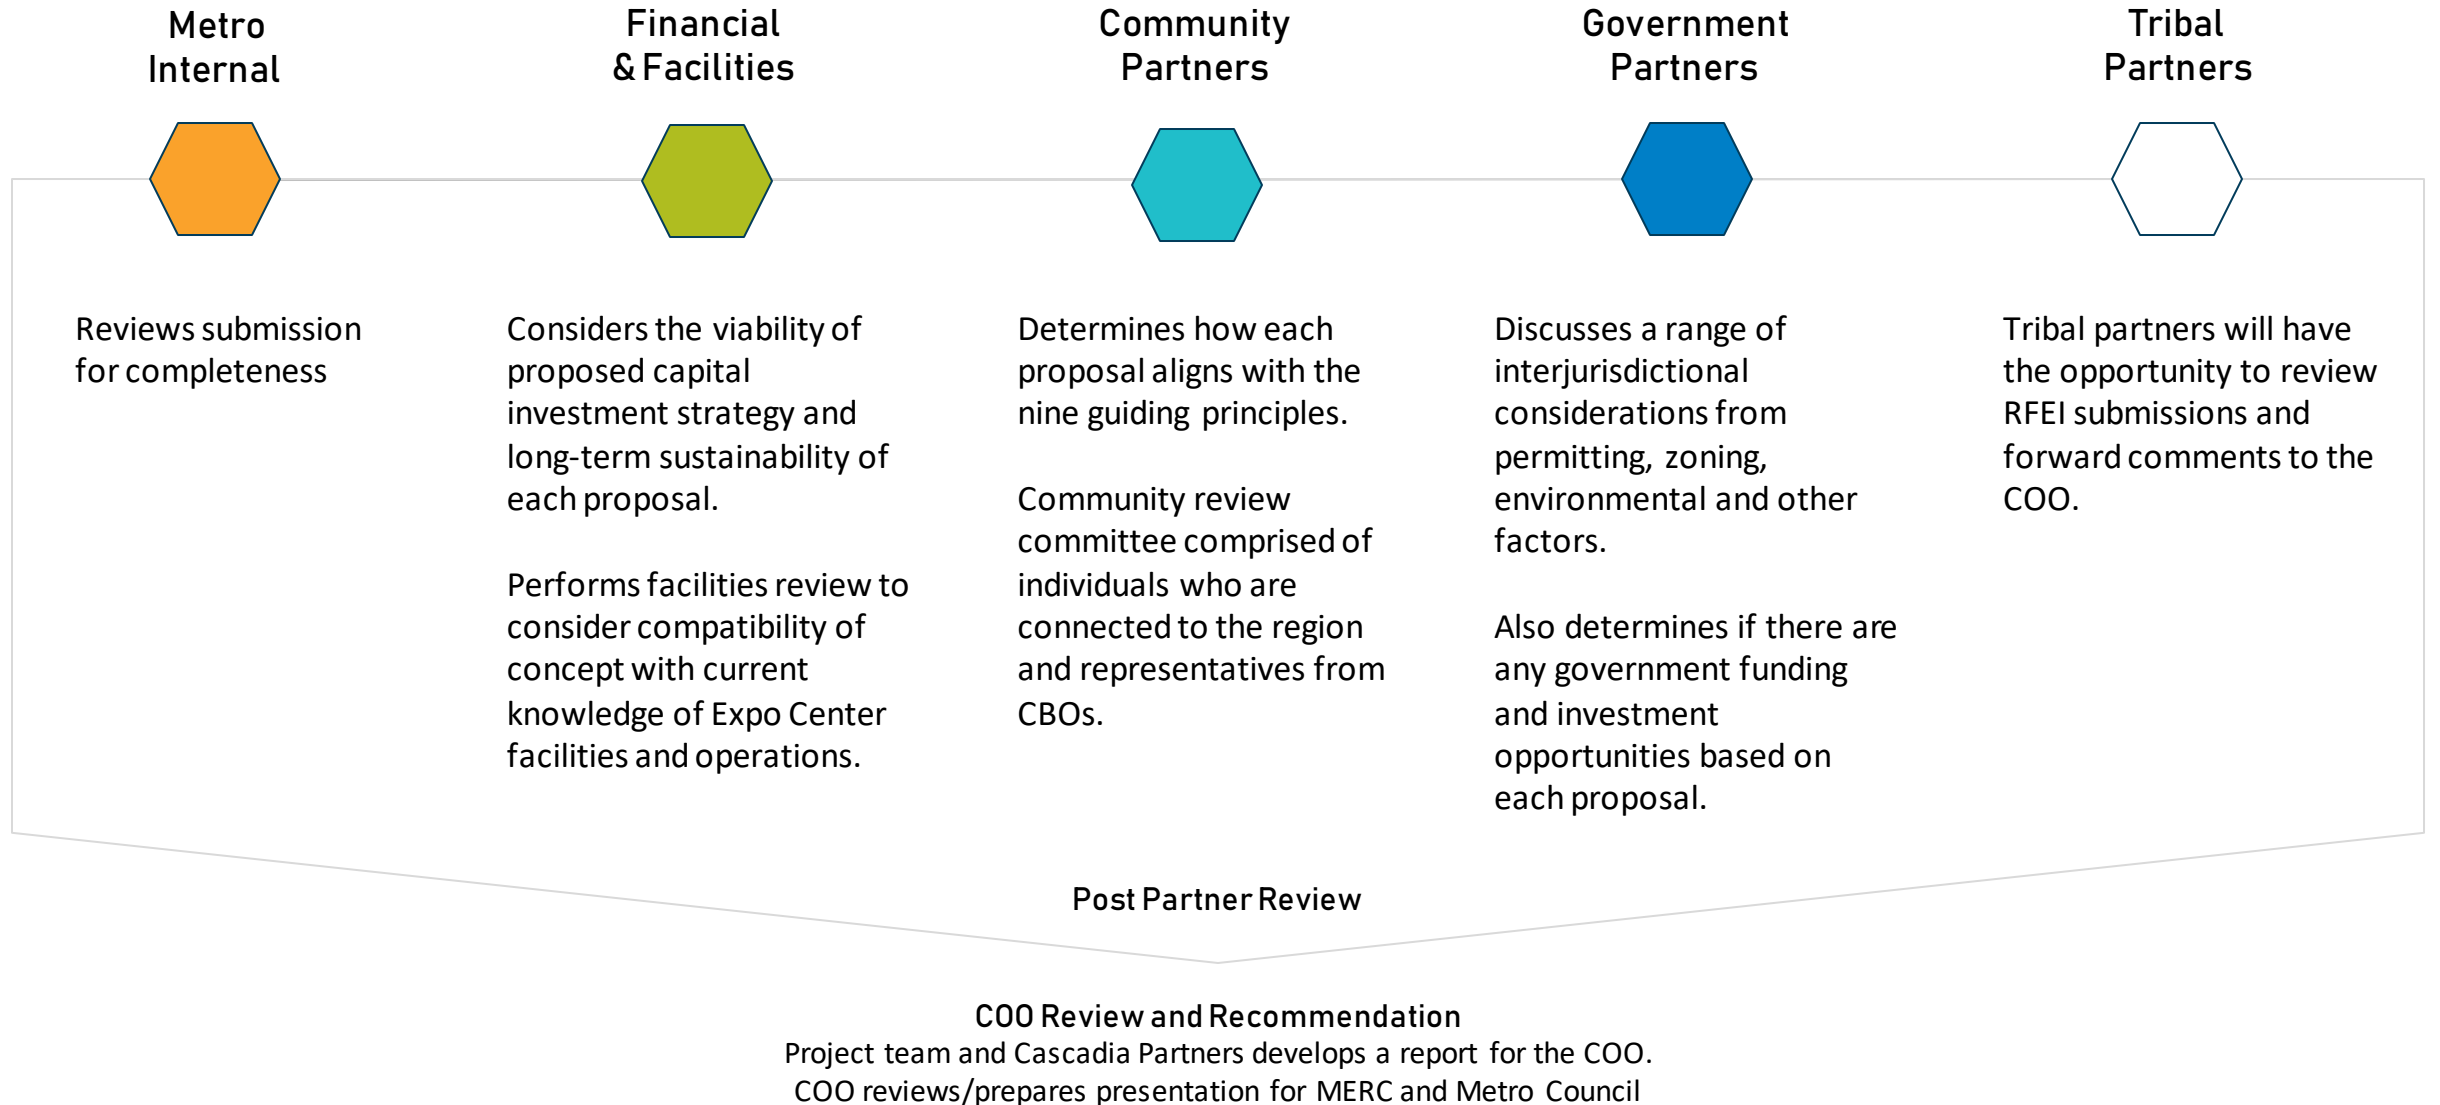 Metro
Internal
Financial
& Facilities
Community
Partners
Government
Partners
Tribal
Partners
Reviews submission
for completeness
Considers the viability of
proposed capital
investment strategy and
long-term sustainability of
each proposal.
Performs facilities review to
consider compatibility of
concept with current
knowledge of Expo Center
facilities and operations.
Determines how each
proposal aligns with the
nine guiding principles.
Community review
committee comprised of
individuals who are
connected to the region
and representatives from
CBOs.
Discusses a range of
interjurisdictional
considerations from
permitting, zoning,
environmental and other
factors.
Also determines if there are
any government funding
and investment
opportunities based on
each proposal.
Tribal partners will have
the opportunity to review
RFEI submissions and
forward comments to the
COO.
Post Partner Review
COO Review and Recommendation
Project team and Cascadia Partners develops a report for the COO.
COO reviews/prepares presentation for MERC and Metro Council